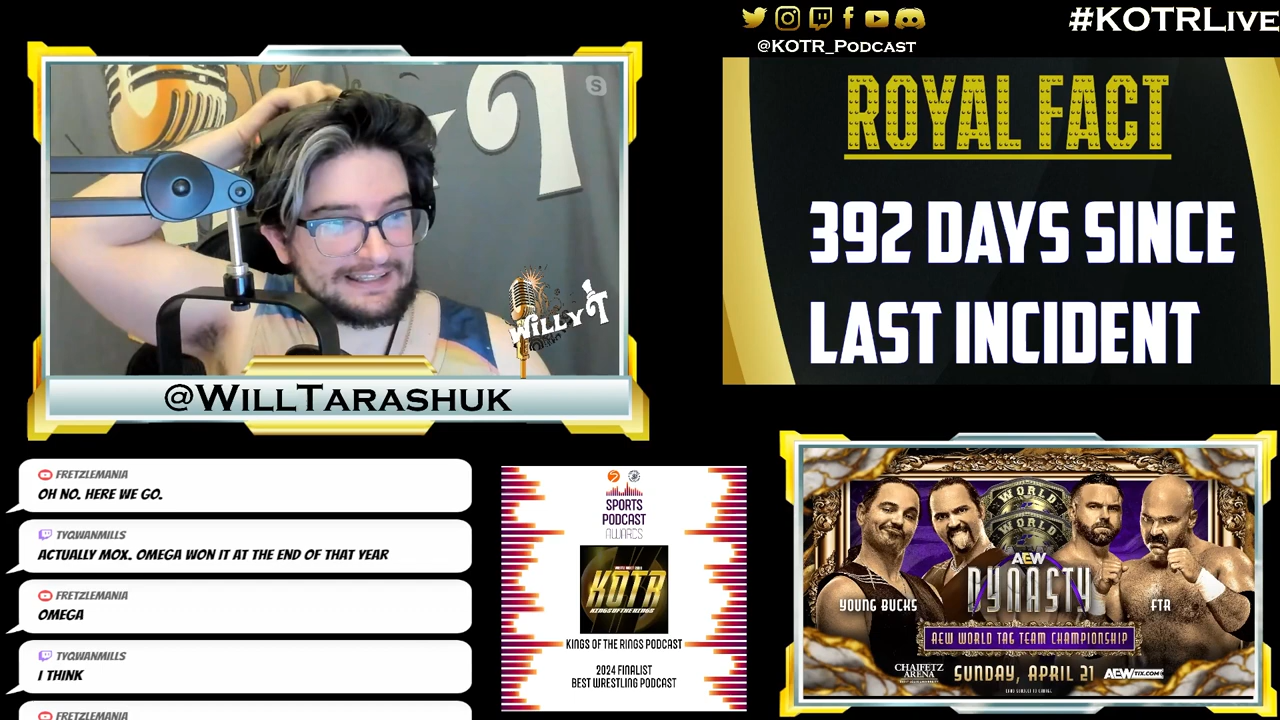 #KOTRLive
@KOTR_Podcast
ROYAL FACT
392 DAYS SINCE
LAST INCIDENT
T
S
WILLY T
@WillTarashuk
FRETZLEMANIA
OH NO. HERE WE GO.
TYQWANMILLS
ACTUALLY MOX. OMEGA WON IT AT THE END OF THAT YEAR
FRETZLEMANIA
OMEGA
TYQWANMILLS
I THINK
FRETZLEMANIA
SPORTS
PODCAST
AWARDS
KOTR
KINGS OF THE RINGS
KINGS OF THE RINGS PODCAST
2024 FINALIST
BEST WRESTLING PODCAST
WORLD
WORLD
AEW
DYNASTY
YOUNG BUCKS
FTR
AEW WORLD TAG TEAM CHAMPIONSHIP
CHAIFETZ
ARENA
SUNDAY, APRIL 21
AEWTIX.COM